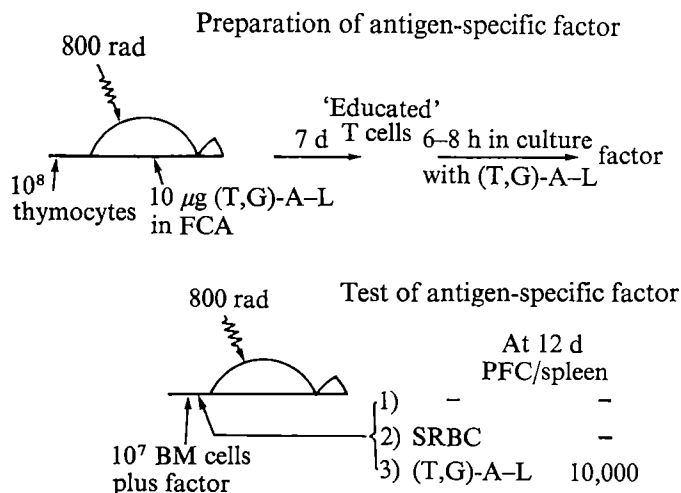 Preparation of antigen-specific factor
800 rad
10⁸
thymocytes
10 μg (T,G)-A–L
in FCA
7 d
'Educated'
T cells
6–8 h in culture
with (T,G)-A–L
factor
Test of antigen-specific factor
800 rad
At 12 d
PFC/spleen
10⁷ BM cells
plus factor
1) – –
2) SRBC –
3) (T,G)-A–L 10,000